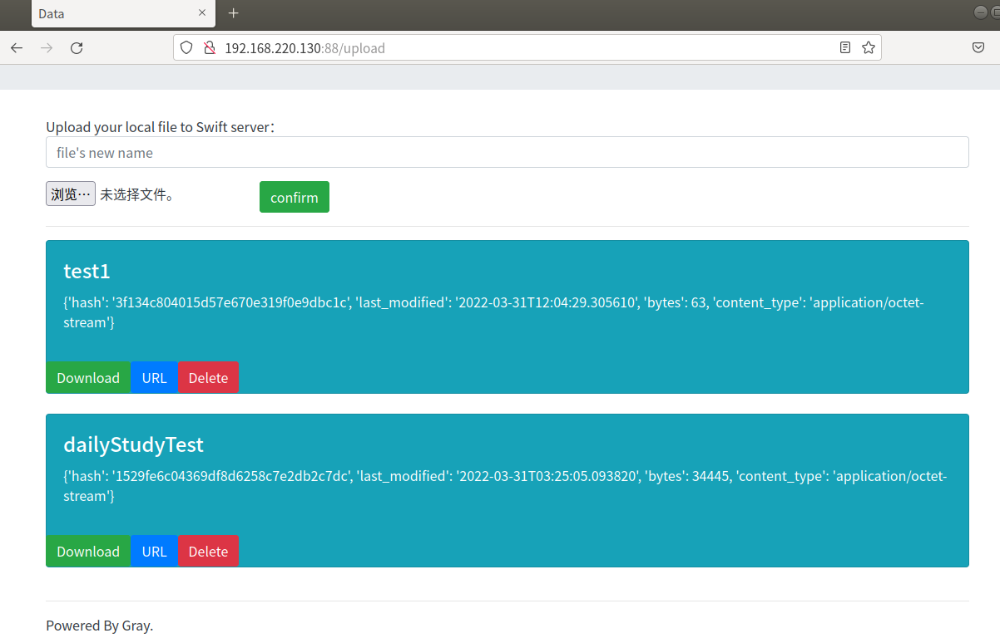 Data
192.168.220.130:88/upload
Upload your local file to Swift server：
file's new name
浏览… 未选择文件。 confirm
test1
{'hash': '3f134c804015d57e670e319f0e9dbc1c', 'last_modified': '2022-03-31T12:04:29.305610', 'bytes': 63, 'content_type': 'application/octet-
stream'}
Download URL Delete
dailyStudyTest
{'hash': '1529fe6c04369df8d6258c7e2db2c7dc', 'last_modified': '2022-03-31T03:25:05.093820', 'bytes': 34445, 'content_type': 'application/octet-
stream'}
Download URL Delete
Powered By Gray.